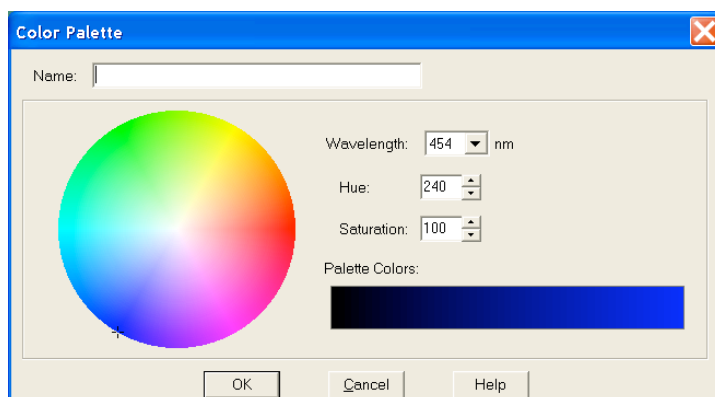 Color Palette
Name:
Wavelength: 454 nm
Hue: 240
Saturation: 100
Palette Colors:
OK Cancel Help